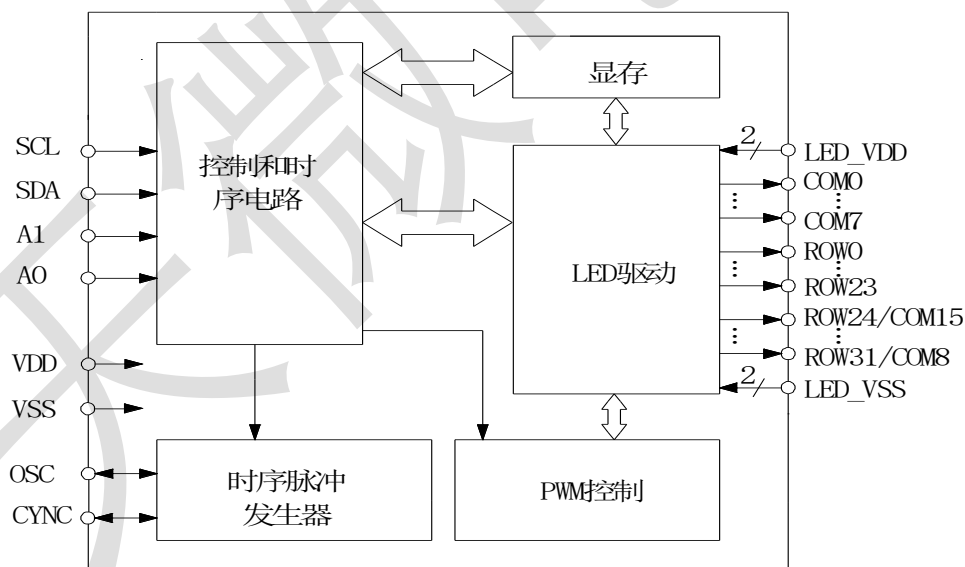 显存
SCL
SDA
A1
A0
VDD
VSS
OSC
CYNC
控制和时
序电路
LED驱动
时序脉冲
发生器
PWM控制
2
LED_VDD
COM0
COM7
ROW0
ROW23
ROW24/COM15
ROW31/COM8
2
LED_VSS
天微